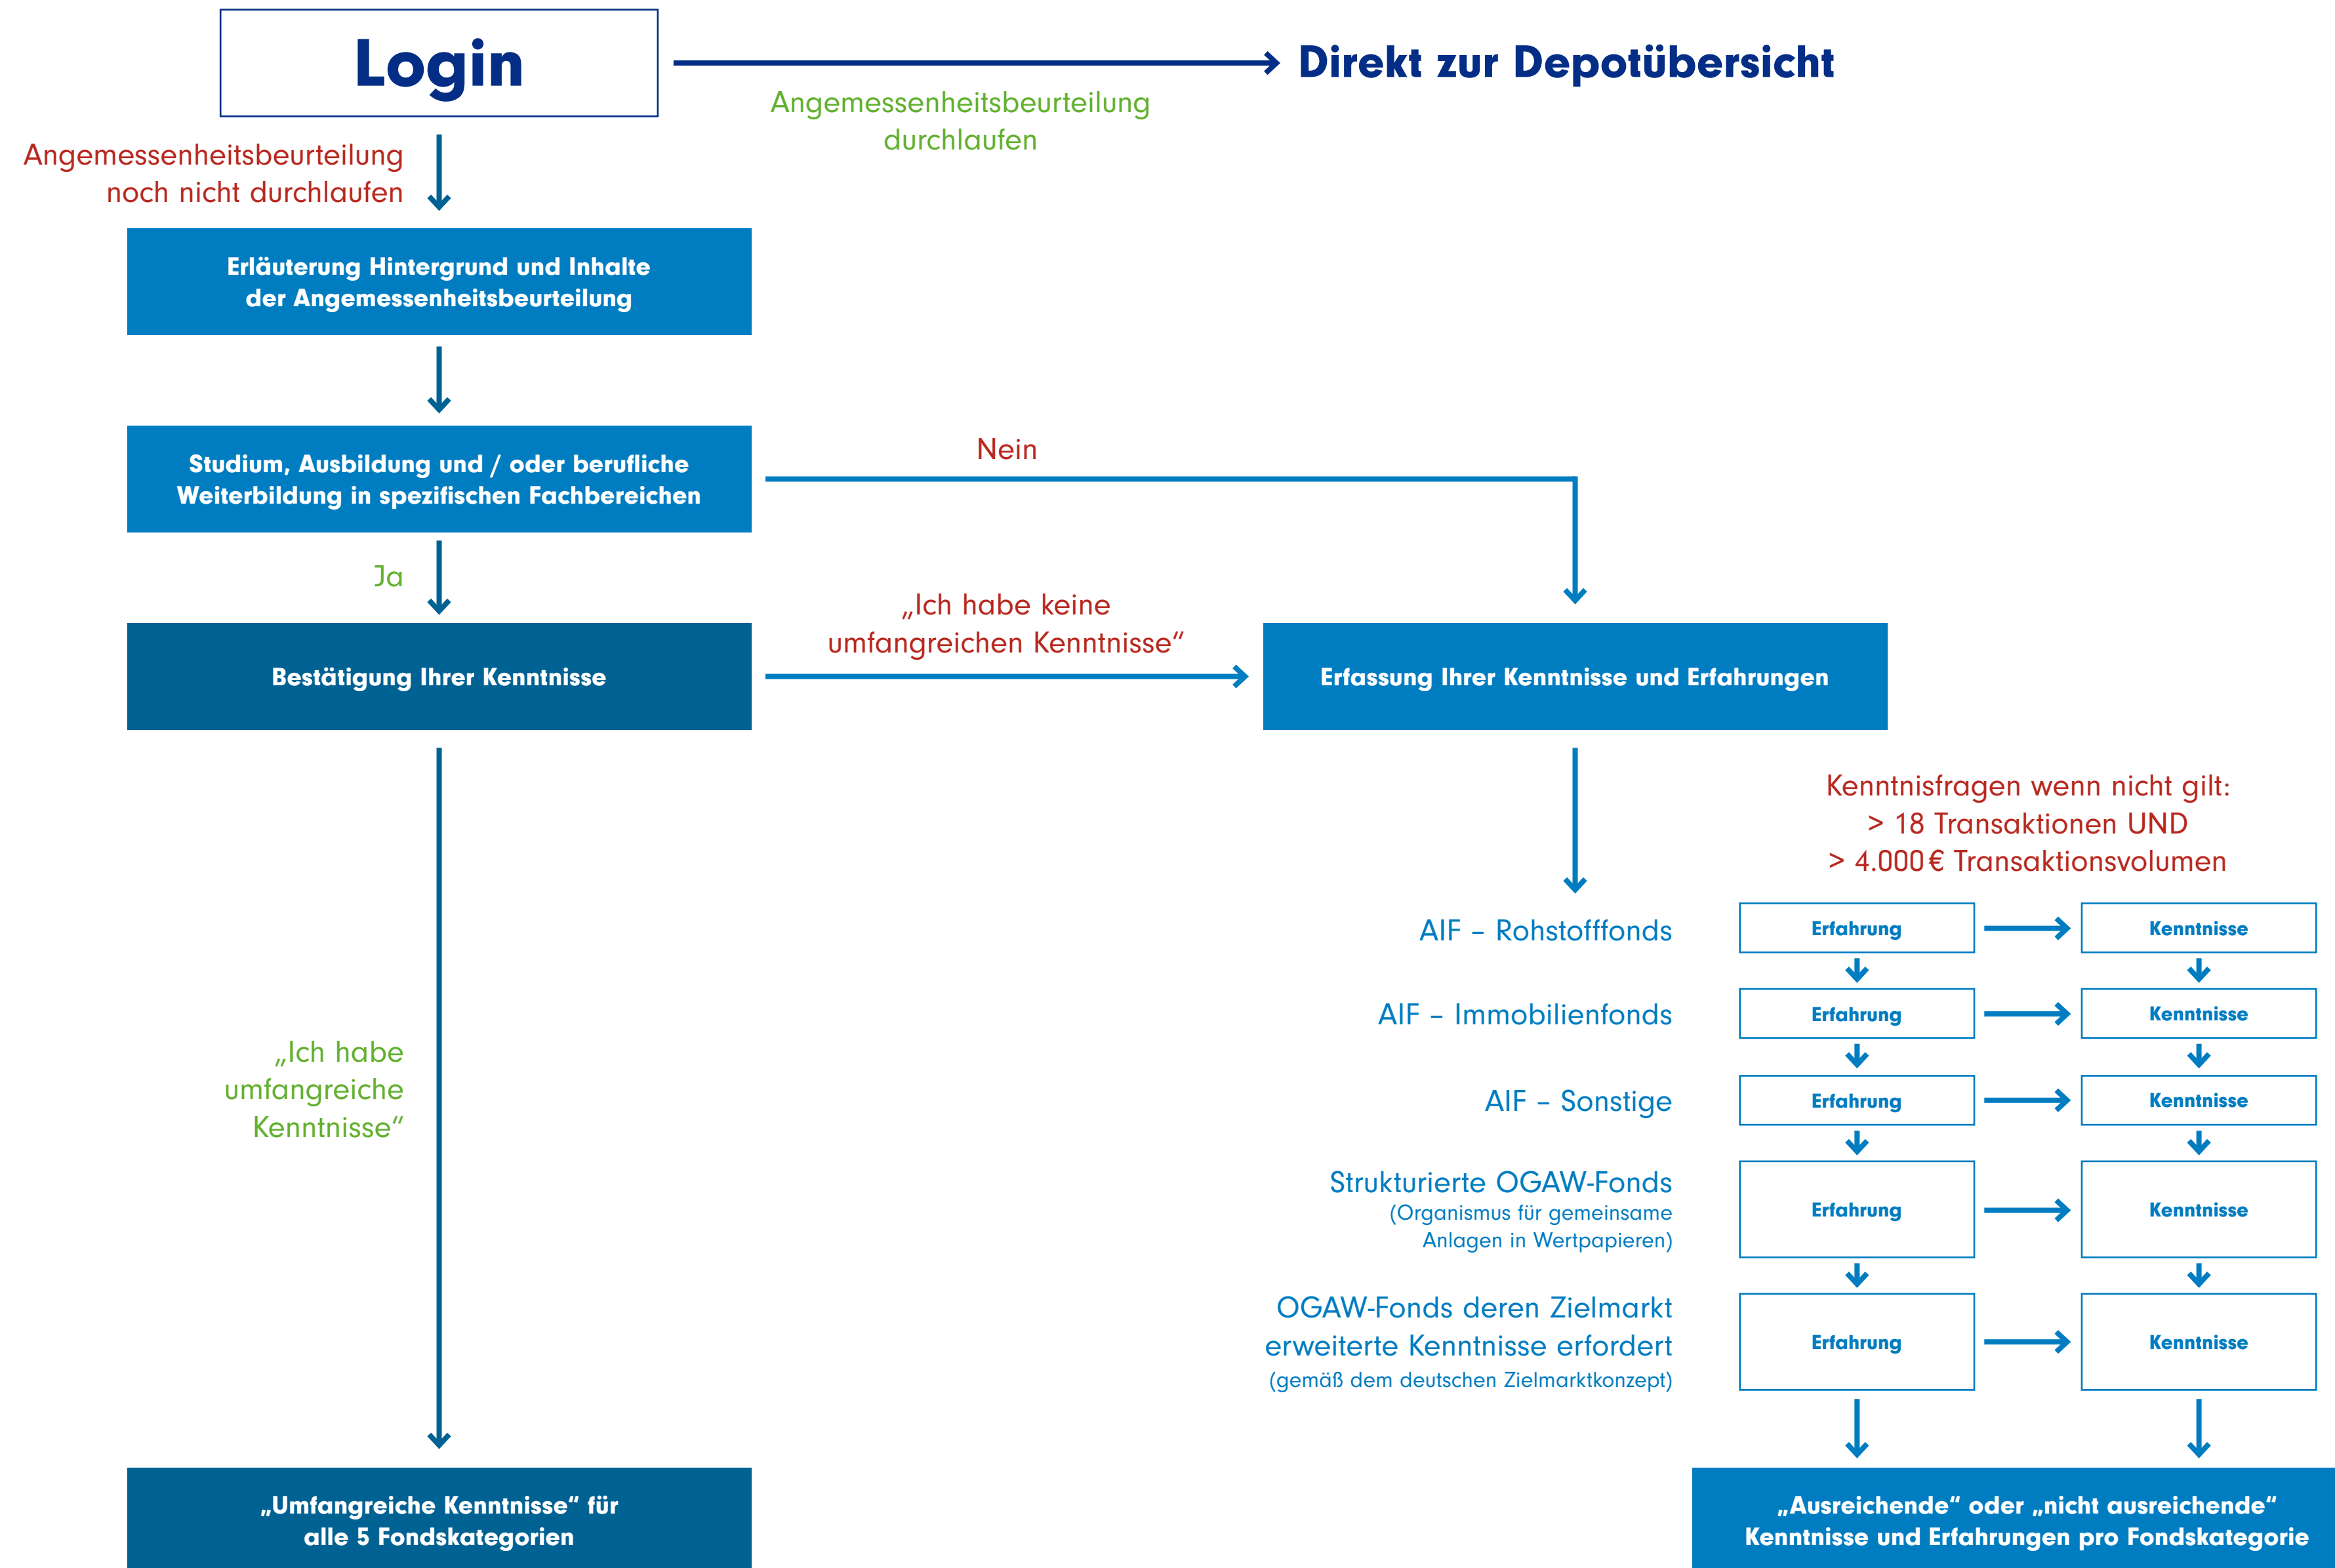 Login
Direkt zur Depotübersicht
Angemessenheitsbeurteilung
durchlaufen
Angemessenheitsbeurteilung
noch nicht durchlaufen
Erläuterung Hintergrund und Inhalte
der Angemessenheitsbeurteilung
Studium, Ausbildung und / oder berufliche
Weiterbildung in spezifischen Fachbereichen
Nein
Ja
„Ich habe keine
umfangreichen Kenntnisse“
Bestätigung Ihrer Kenntnisse
Erfassung Ihrer Kenntnisse und Erfahrungen
Kenntnisfragen wenn nicht gilt:
> 18 Transaktionen UND
> 4.000 € Transaktionsvolumen
AIF – Rohstofffonds
Erfahrung
Kenntnisse
AIF – Immobilienfonds
Erfahrung
Kenntnisse
AIF – Sonstige
Erfahrung
Kenntnisse
Strukturierte OGAW-Fonds
(Organismus für gemeinsame
Anlagen in Wertpapieren)
Erfahrung
Kenntnisse
OGAW-Fonds deren Zielmarkt
erweiterte Kenntnisse erfordert
(gemäß dem deutschen Zielmarktkonzept)
Erfahrung
Kenntnisse
„Ich habe
umfangreiche
Kenntnisse“
„Umfangreiche Kenntnisse“ für
alle 5 Fondskategorien
„Ausreichende“ oder „nicht ausreichende“
Kenntnisse und Erfahrungen pro Fondskategorie